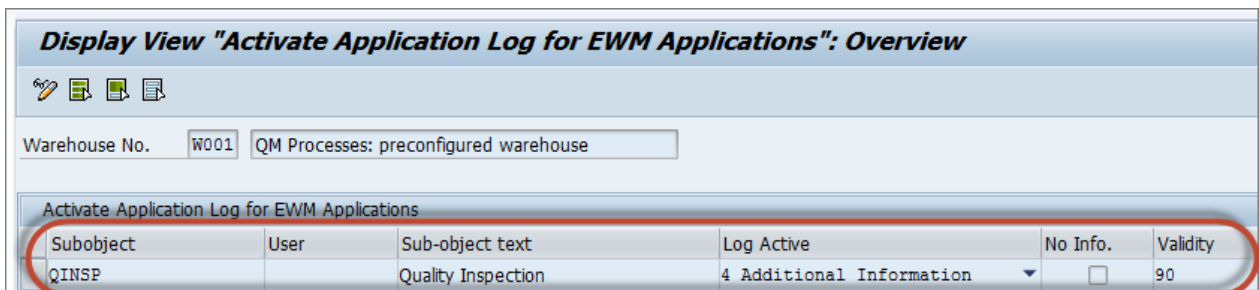 Display View "Activate Application Log for EWM Applications": Overview
Warehouse No. W001 QM Processes: preconfigured warehouse
Activate Application Log for EWM Applications
Subobject User Sub-object text Log Active No Info. Validity
QINSP Quality Inspection 4 Additional Information 90